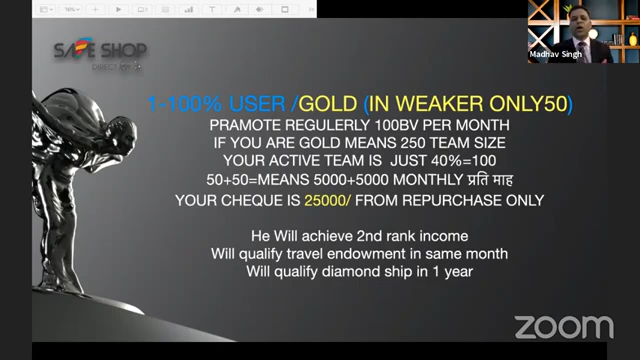 SAFE SHOP
Madhav Singh
1-100% USER /GOLD (IN WEAKER ONLY50)
PRAMOTE REGULERLY 100BV PER MONTH
IF YOU ARE GOLD MEANS 250 TEAM SIZE
YOUR ACTIVE TEAM IS JUST 40%=100
50+50=MEANS 5000+5000 MONTHLY प्रति माह
YOUR CHEQUE IS 25000/ FROM REPURCHASE ONLY
He Will achieve 2nd rank income
Will qualify travel endowment in same month
Will qualify diamond ship in 1 year
zoom